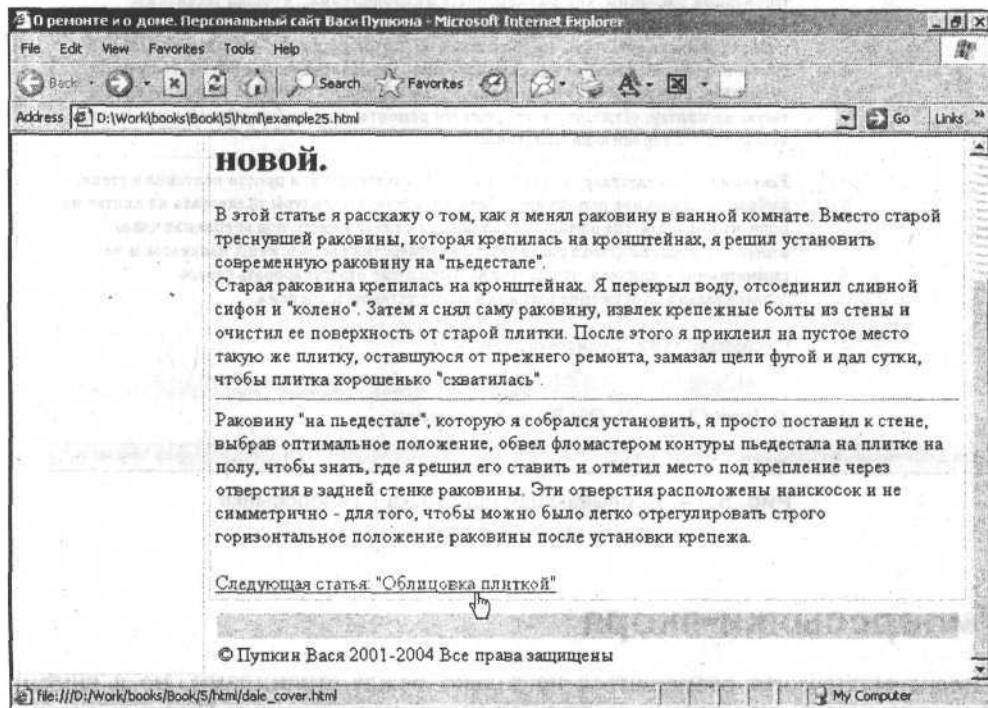 О ремонте и о доме. Персональный сайт Васи Пупкина - Microsoft Internet Explorer
File Edit View Favorites Tools Help
Back Search Favorites
Address D:\Work\books\Book\5\html\example25.html Go Links »
новой.
В этой статье я расскажу о том, как я менял раковину в ванной комнате. Вместо старой
треснувшей раковины, которая крепилась на кронштейнах, я решил установить
современную раковину на "пьедестале".
Старая раковина крепилась на кронштейнах. Я перекрыл воду, отсоединил сливной
сифон и "колено". Затем я снял саму раковину, извлек крепежные болты из стены и
очистил ее поверхность от старой плитки. После этого я приклеил на пустое место
такую же плитку, оставшуюся от прежнего ремонта, замазал щели фугой и дал сутки,
чтобы плитка хорошенько "схватилась".
Раковину "на пьедестале", которую я собрался установить, я просто поставил к стене,
выбрав оптимальное положение, обвел фломастером контуры пьедестала на плитке на
полу, чтобы знать, где я решил его ставить и отметил место под крепление через
отверстия в задней стенке раковины. Эти отверстия расположены наискосок и не
симметрично - для того, чтобы можно было легко отрегулировать строго
горизонтальное положение раковины после установки крепежа.
Следующая статья: "Облицовка плиткой"
© Пупкин Вася 2001-2004 Все права защищены
file:///D:/Work/books/Book/5/html/dale_cover.html My Computer